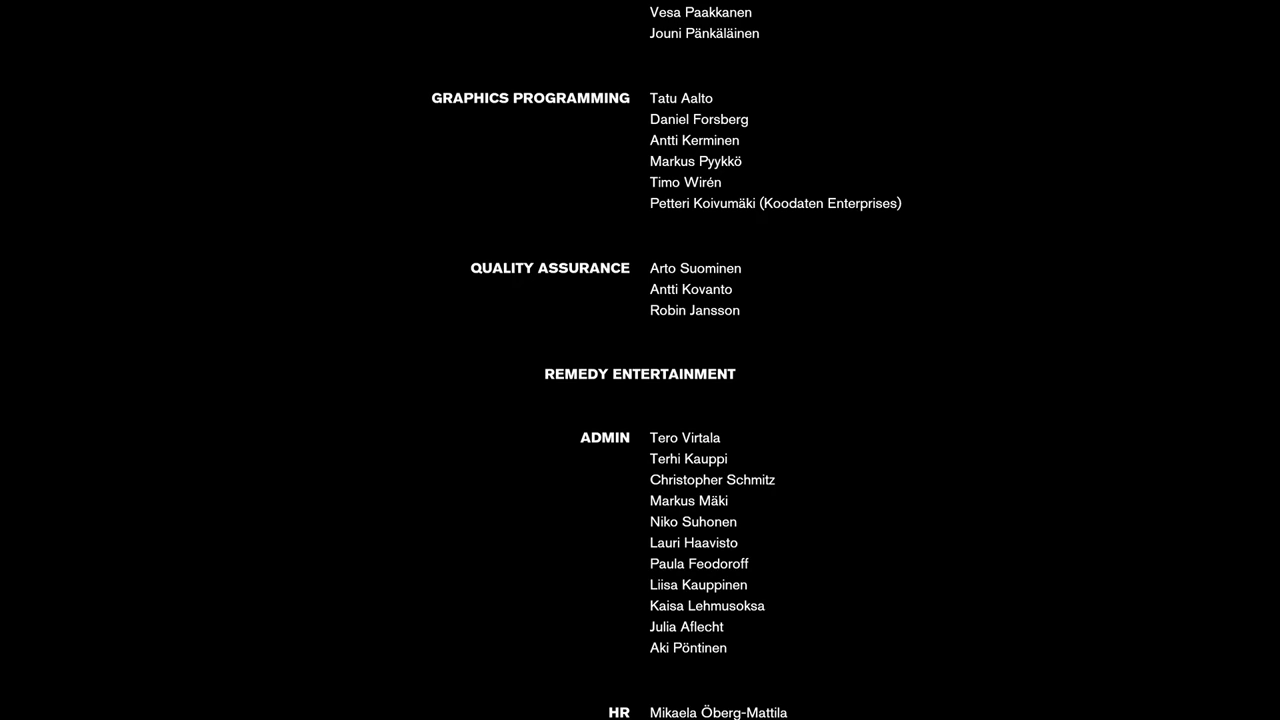 Vesa Paakkanen
Jouni Pänkäläinen
GRAPHICS PROGRAMMING Tatu Aalto
Daniel Forsberg
Antti Kerminen
Markus Pyykkö
Timo Wirén
Petteri Koivumäki (Koodaten Enterprises)
QUALITY ASSURANCE Arto Suominen
Antti Kovanto
Robin Jansson
REMEDY ENTERTAINMENT
ADMIN Tero Virtala
Terhi Kauppi
Christopher Schmitz
Markus Mäki
Niko Suhonen
Lauri Haavisto
Paula Feodoroff
Liisa Kauppinen
Kaisa Lehmusoksa
Julia Aflecht
Aki Pöntinen
HR Mikaela Öberg-Mattila